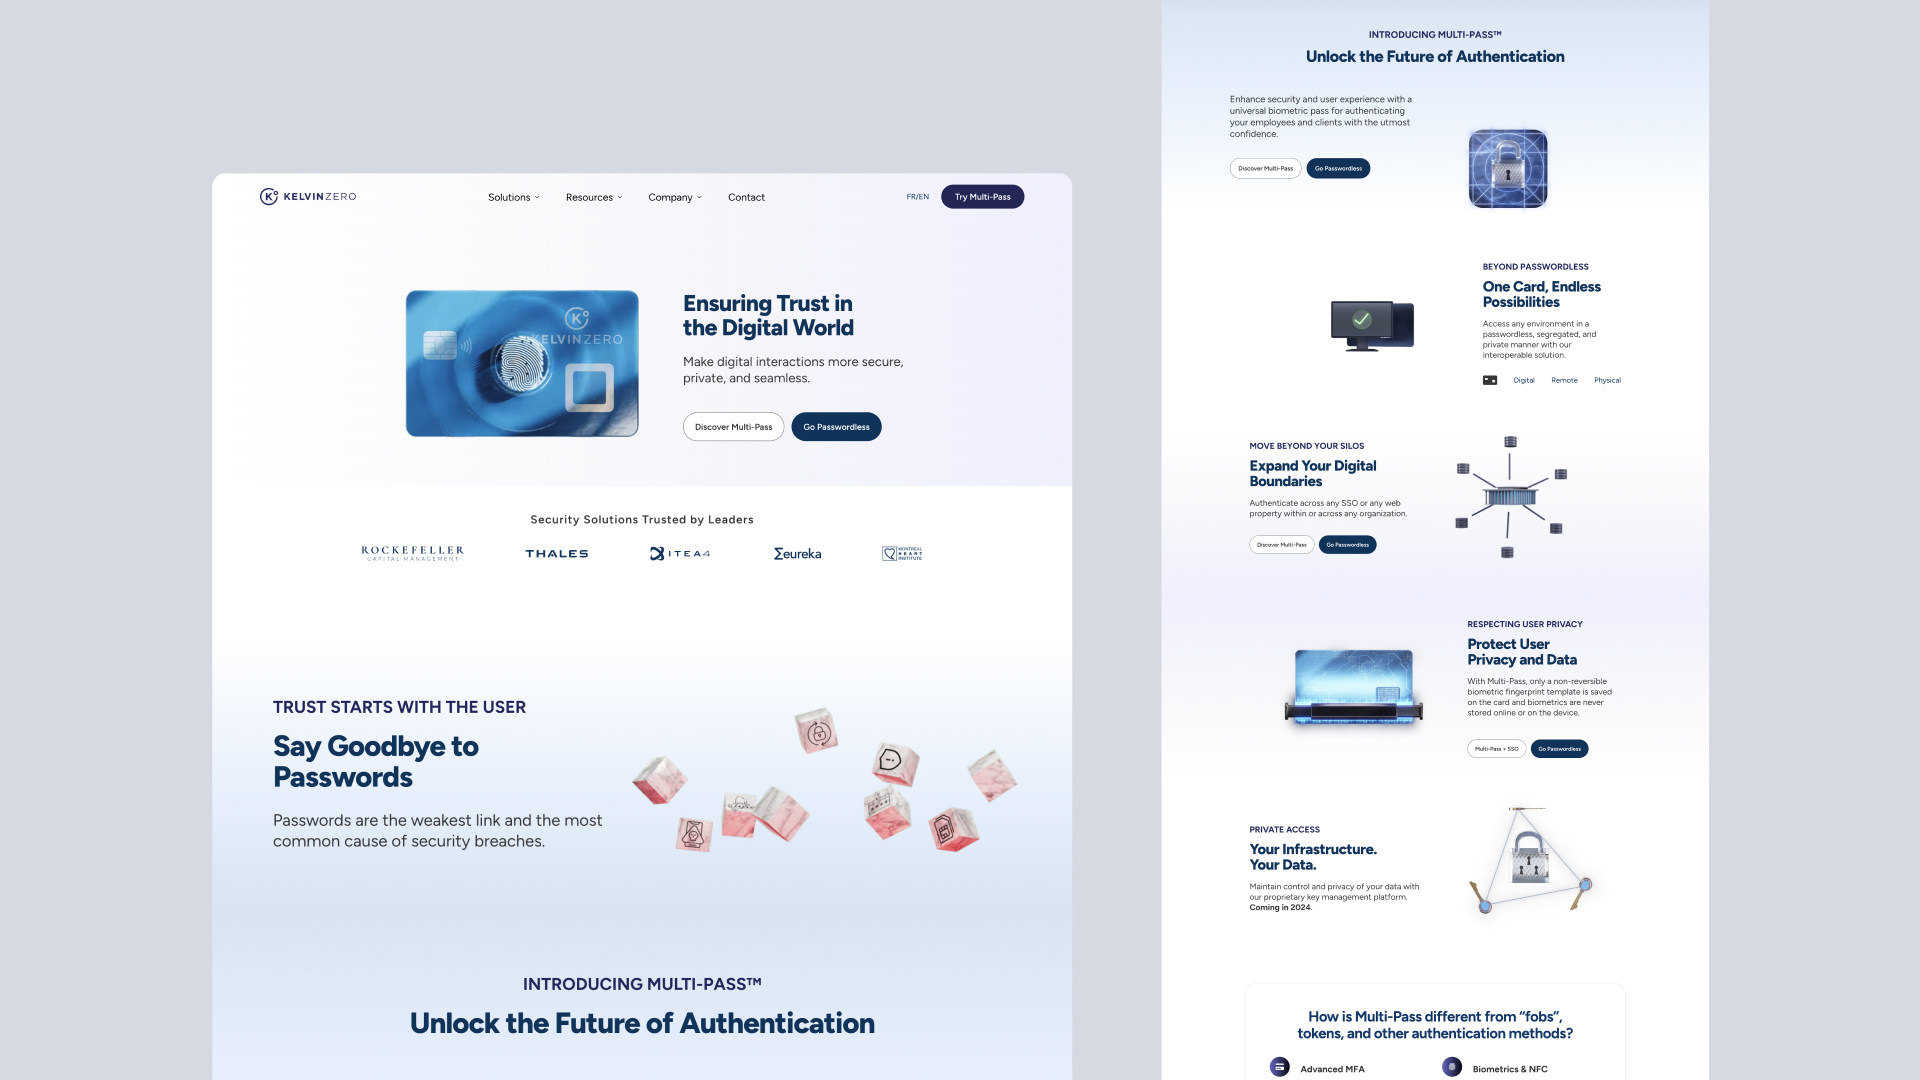 KELVINZERO
Solutions
Resources
Company
Contact
FR/EN
Try Multi-Pass
KELVINZERO
Ensuring Trust in
the Digital World
Make digital interactions more secure,
private, and seamless.
Discover Multi-Pass
Go Passwordless
Security Solutions Trusted by Leaders
ROCKEFELLER
CAPITAL MANAGEMENT
THALES
ITEA4
Σeureka
MONTREAL
HEART
INSTITUTE
TRUST STARTS WITH THE USER
Say Goodbye to
Passwords
Passwords are the weakest link and the most
common cause of security breaches.
INTRODUCING MULTI-PASS™
Unlock the Future of Authentication
INTRODUCING MULTI-PASS™
Unlock the Future of Authentication
Enhance security and user experience with a
universal biometric pass for authenticating
your employees and clients with the utmost
confidence.
Discover Multi-Pass
Go Passwordless
BEYOND PASSWORDLESS
One Card, Endless
Possibilities
Access any environment in a
passwordless, segregated, and
private manner with our
interoperable solution.
Digital
Remote
Physical
MOVE BEYOND YOUR SILOS
Expand Your Digital
Boundaries
Authenticate across any SSO or any web
property within or across any organization.
Discover Multi-Pass
Go Passwordless
RESPECTING USER PRIVACY
Protect User
Privacy and Data
With Multi-Pass, only a non-reversible
biometric fingerprint template is saved
on the card and biometrics are never
stored online or on the device.
Multi-Pass + SSO
Go Passwordless
PRIVATE ACCESS
Your Infrastructure.
Your Data.
Maintain control and privacy of your data with
our proprietary key management platform.
Coming in 2024.
How is Multi-Pass different from “fobs”,
tokens, and other authentication methods?
Advanced MFA
Biometrics & NFC